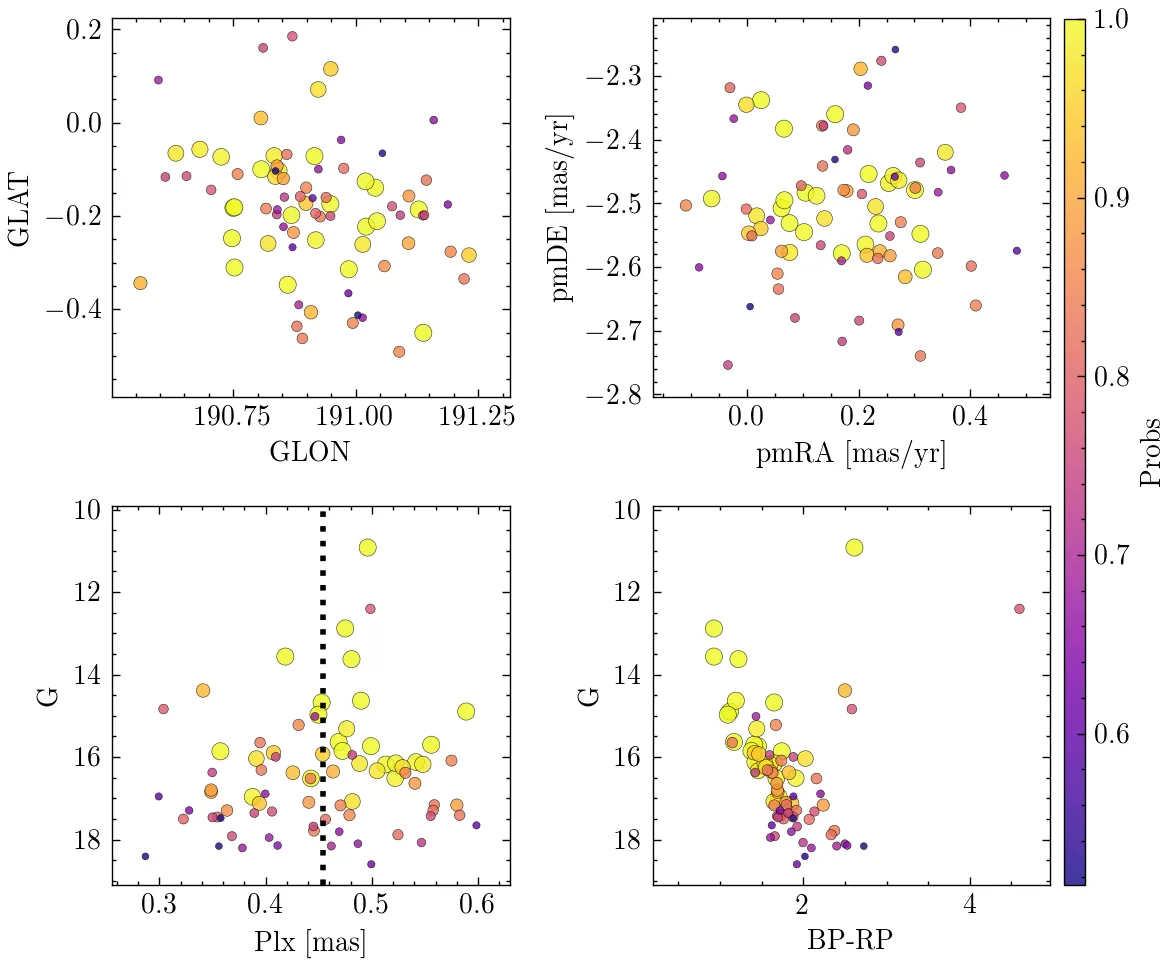 0.2
0.0
−0.2
−0.4
GLAT
190.75 191.00 191.25
GLON
−2.3
−2.4
−2.5
−2.6
−2.7
−2.8
pmDE [mas/yr]
0.0 0.2 0.4
pmRA [mas/yr]
1.0
0.9
0.8
0.7
0.6
Probs
10
12
14
16
18
G
0.3 0.4 0.5 0.6
Plx [mas]
10
12
14
16
18
G
2 4
BP-RP